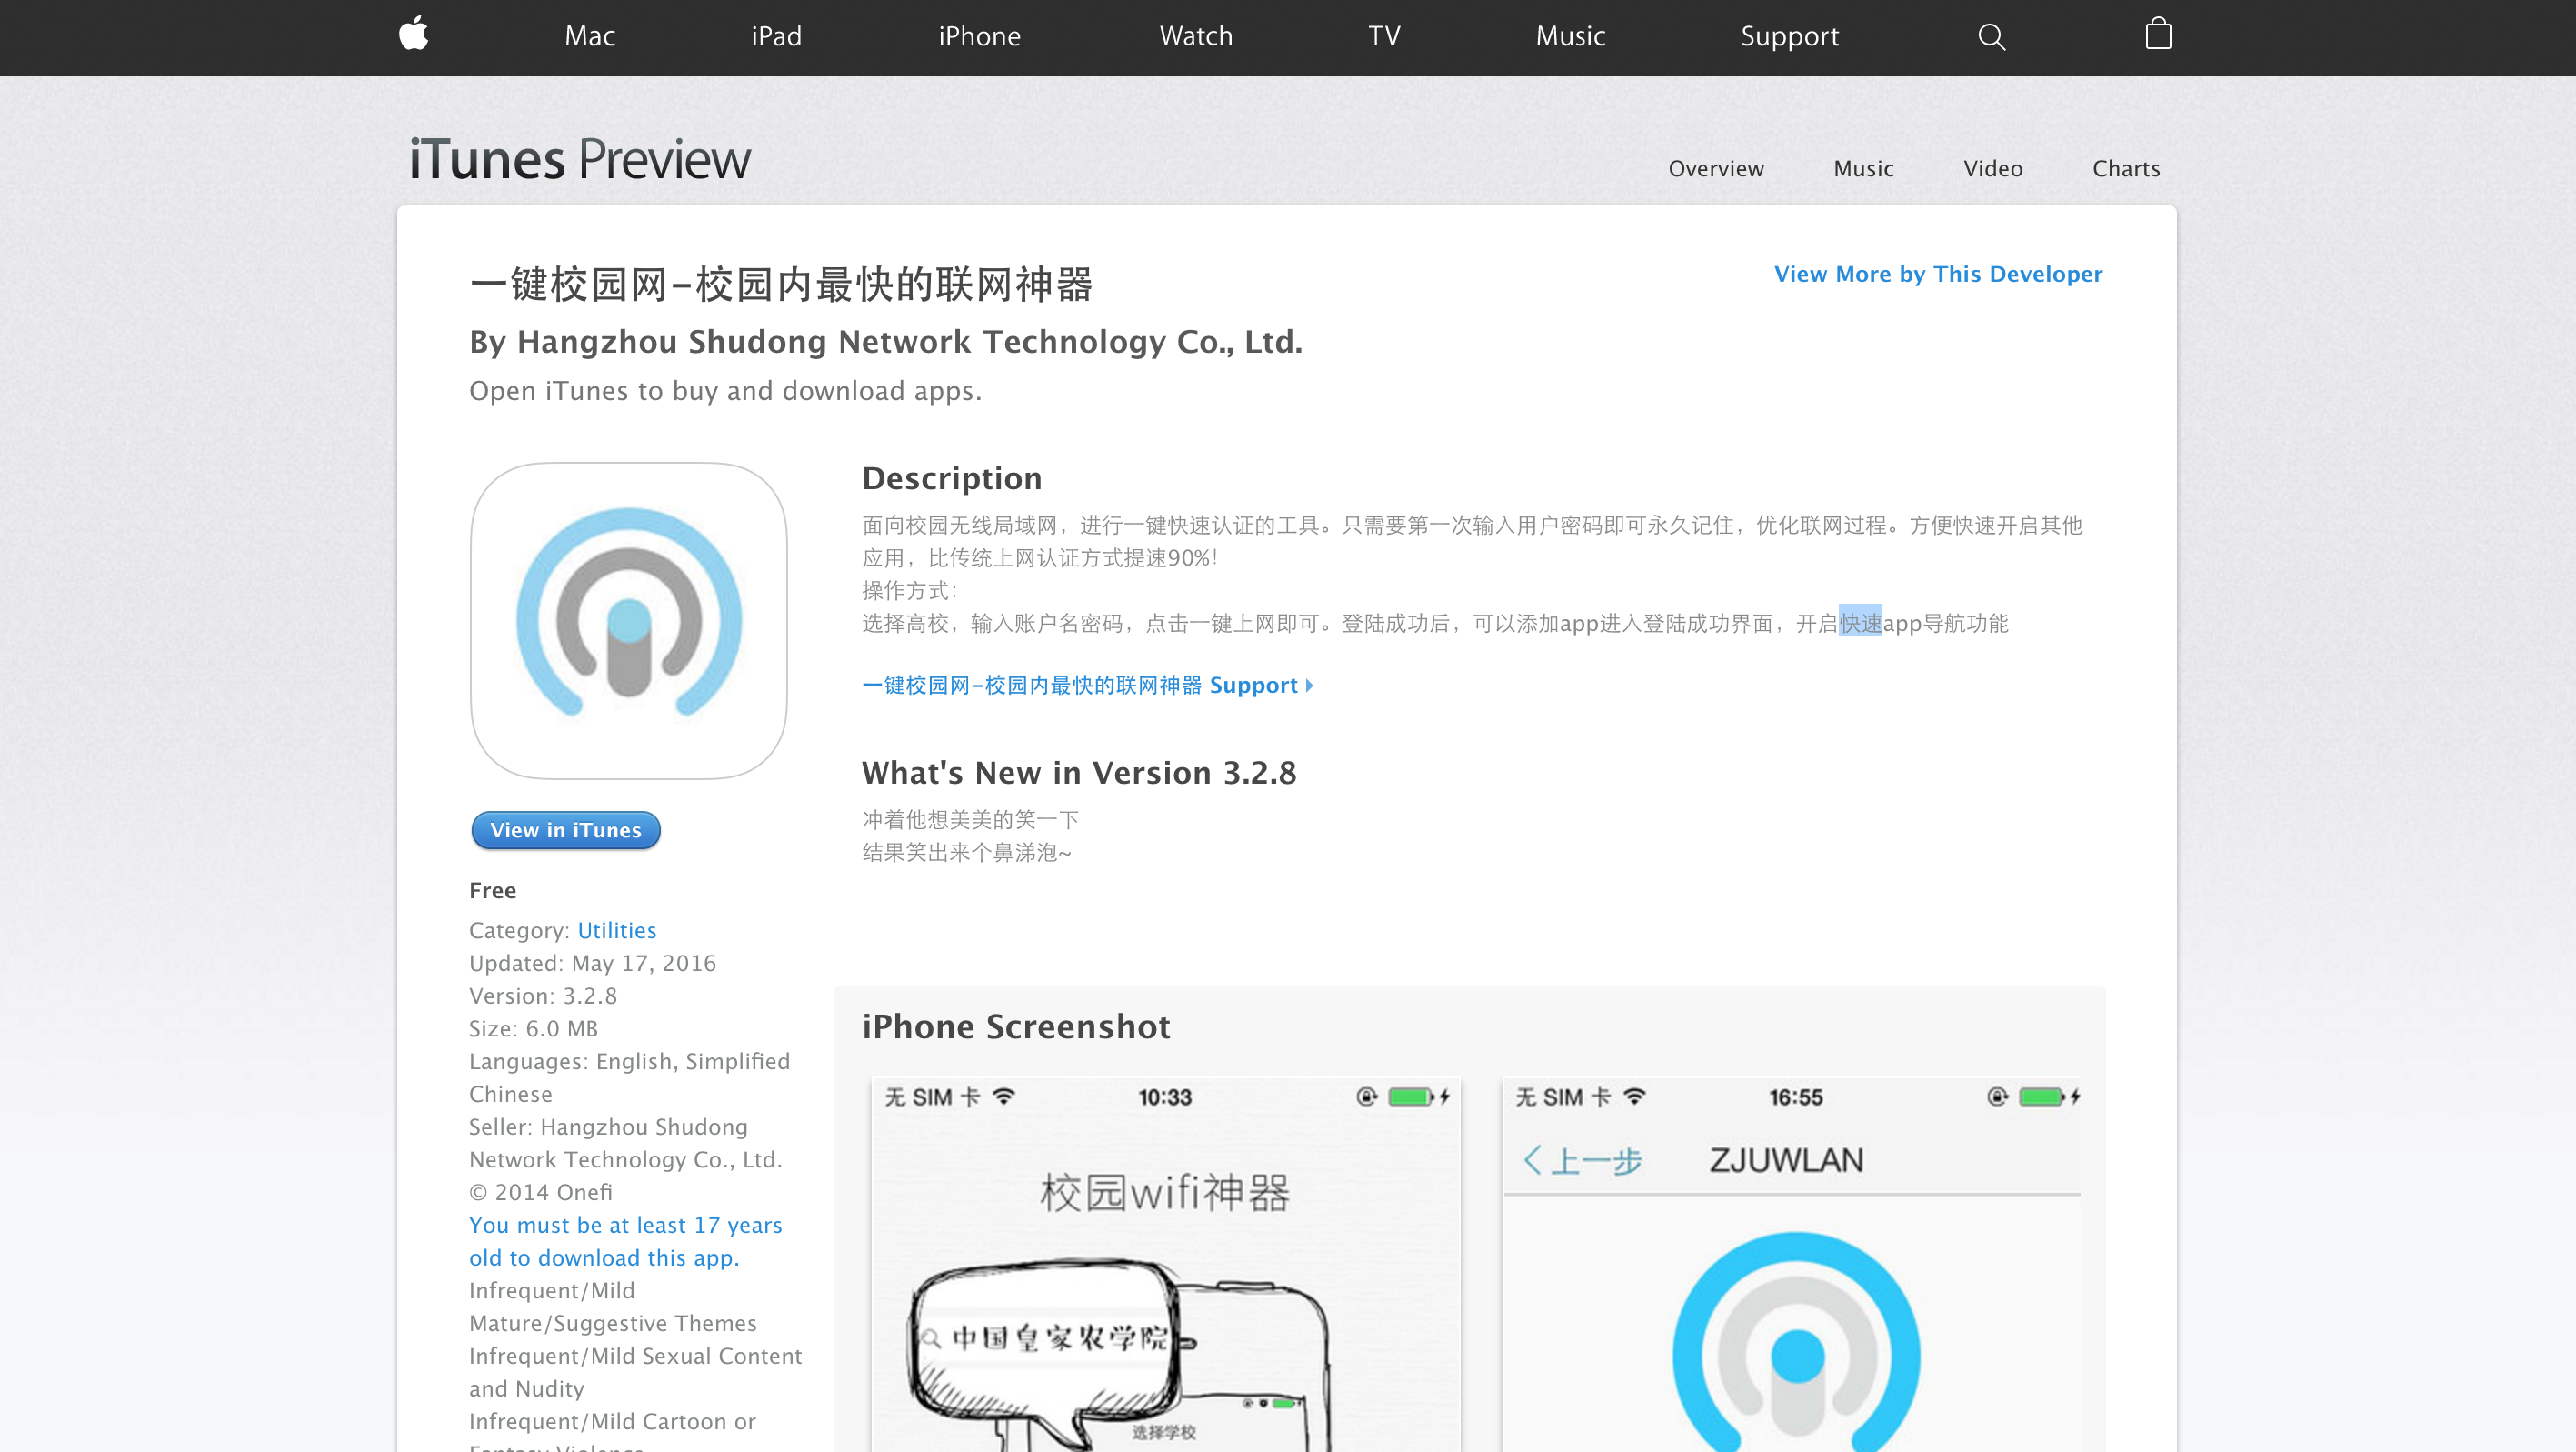 Mac iPad iPhone Watch TV Music Support
iTunes Preview
Overview Music Video Charts
一键校园网-校园内最快的联网神器
View More by This Developer
By Hangzhou Shudong Network Technology Co., Ltd.
Open iTunes to buy and download apps.
Description
面向校园无线局域网，进行一键快速认证的工具。只需要第一次输入用户密码即可永久记住，优化联网过程。方便快速开启其他
应用，比传统上网认证方式提速90%！
操作方式：
选择高校，输入账户名密码，点击一键上网即可。登陆成功后，可以添加app进入登陆成功界面，开启快速app导航功能
一键校园网-校园内最快的联网神器 Support
What's New in Version 3.2.8
冲着他想美美的笑一下
结果笑出来个鼻涕泡~
View in iTunes
Free
Category: Utilities
Updated: May 17, 2016
Version: 3.2.8
Size: 6.0 MB
Languages: English, Simplified
Chinese
Seller: Hangzhou Shudong
Network Technology Co., Ltd.
© 2014 Onefi
You must be at least 17 years
old to download this app.
Infrequent/Mild
Mature/Suggestive Themes
Infrequent/Mild Sexual Content
and Nudity
Infrequent/Mild Cartoon or
Fantasy Violence
iPhone Screenshot
无 SIM 卡 10:33
校园wifi神器
中国皇家农学院
选择学校
无 SIM 卡 16:55
上一步 ZJUWLAN